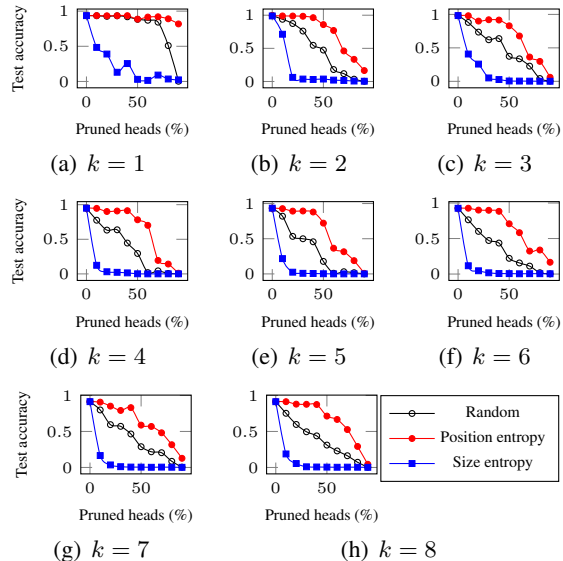 Test accuracy
1
0.5
0
0 50
Pruned heads (%)
(a) k = 1
1
0.5
0
0 50
Pruned heads (%)
(b) k = 2
1
0.5
0
0 50
Pruned heads (%)
(c) k = 3
Test accuracy
1
0.5
0
0 50
Pruned heads (%)
(d) k = 4
1
0.5
0
0 50
Pruned heads (%)
(e) k = 5
1
0.5
0
0 50
Pruned heads (%)
(f) k = 6
Test accuracy
1
0.5
0
0 50
Pruned heads (%)
(g) k = 7
1
0.5
0
0 50
Pruned heads (%)
(h) k = 8
Random
Position entropy
Size entropy